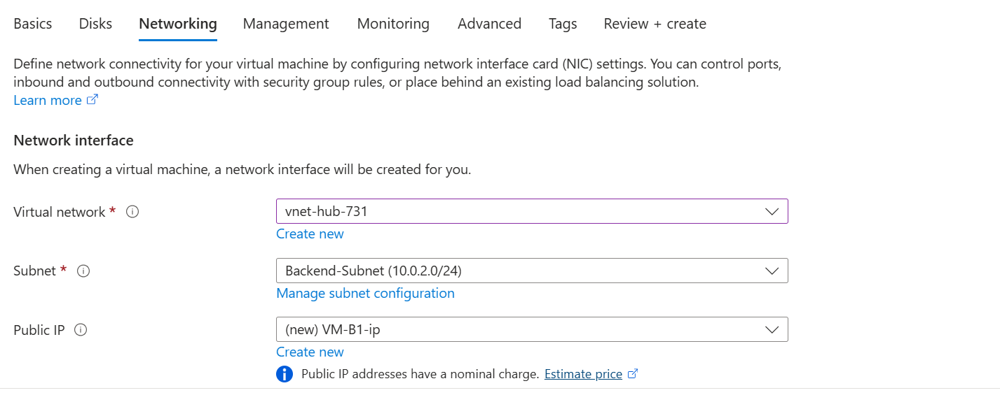 Basics Disks Networking Management Monitoring Advanced Tags Review + create
Define network connectivity for your virtual machine by configuring network interface card (NIC) settings. You can control ports,
inbound and outbound connectivity with security group rules, or place behind an existing load balancing solution.
Learn more
Network interface
When creating a virtual machine, a network interface will be created for you.
Virtual network * vnet-hub-731
Create new
Subnet * Backend-Subnet (10.0.2.0/24)
Manage subnet configuration
Public IP (new) VM-B1-ip
Create new
Public IP addresses have a nominal charge. Estimate price